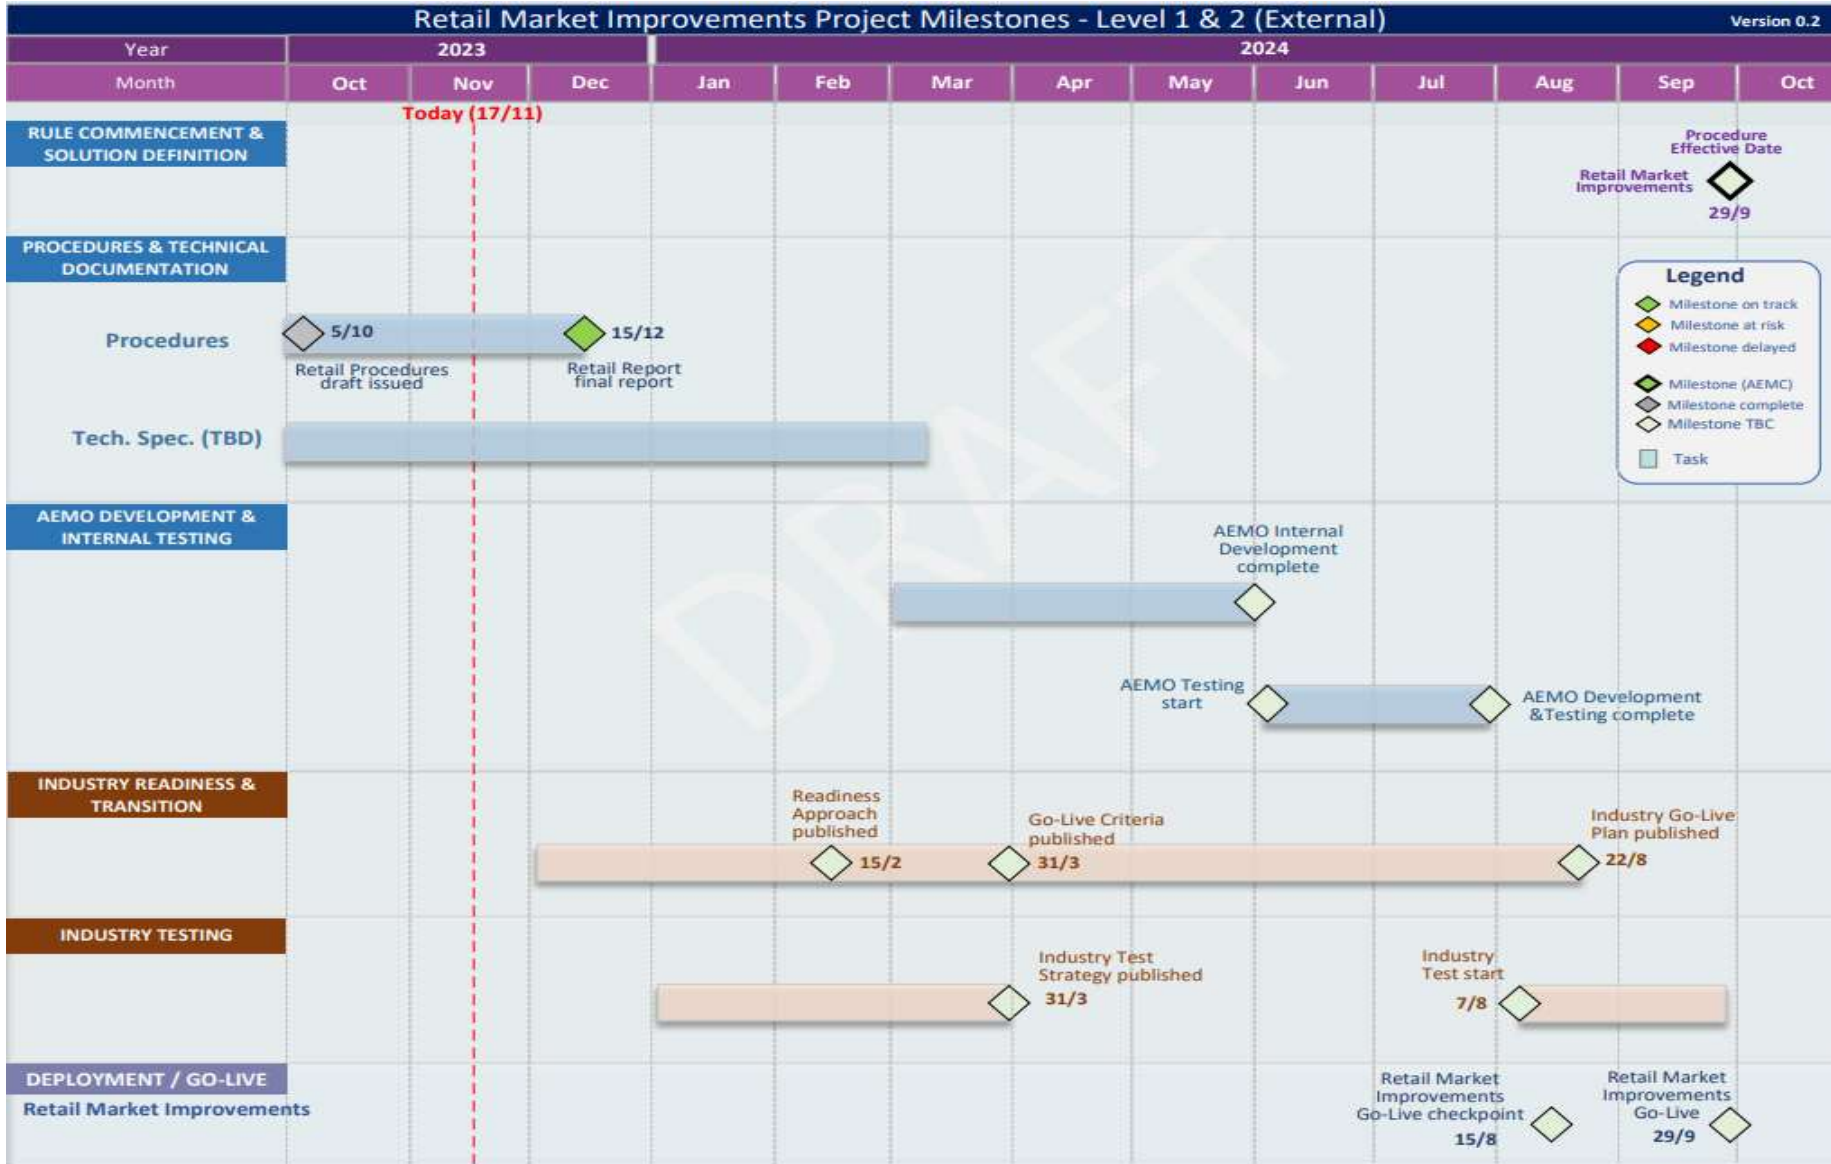 Retail Market Improvements Project Milestones - Level 1 & 2 (External)
Version 0.2
Year
2023
2024
Month
Oct
Nov
Dec
Jan
Feb
Mar
Apr
May
Jun
Jul
Aug
Sep
Oct
Today (17/11)
RULE COMMENCEMENT &
SOLUTION DEFINITION
Procedure
Effective Date
Retail Market
Improvements
29/9
PROCEDURES & TECHNICAL
DOCUMENTATION
Legend
Milestone on track
Milestone at risk
Milestone delayed
Milestone (AEMC)
Milestone complete
Milestone TBC
Task
Procedures
5/10
Retail Procedures
draft issued
15/12
Retail Report
final report
Tech. Spec. (TBD)
DRAFT
AEMO DEVELOPMENT &
INTERNAL TESTING
AEMO Internal
Development
complete
AEMO Testing
start
AEMO Development
&Testing complete
INDUSTRY READINESS &
TRANSITION
Readiness
Approach
published
15/2
Go-Live Criteria
published
31/3
Industry Go-Live
Plan published
22/8
INDUSTRY TESTING
Industry Test
Strategy published
31/3
Industry
Test start
7/8
DEPLOYMENT / GO-LIVE
Retail Market Improvements
Retail Market
Improvements
Go-Live checkpoint
15/8
Retail Market
Improvements
Go-Live
29/9